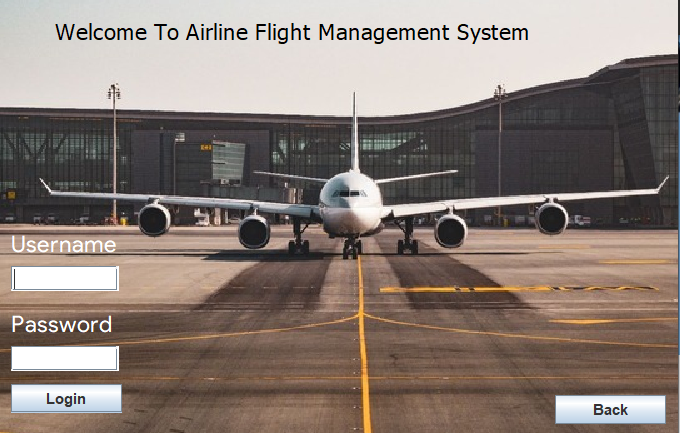 Welcome To Airline Flight Management System
Username
Password
Login
Back